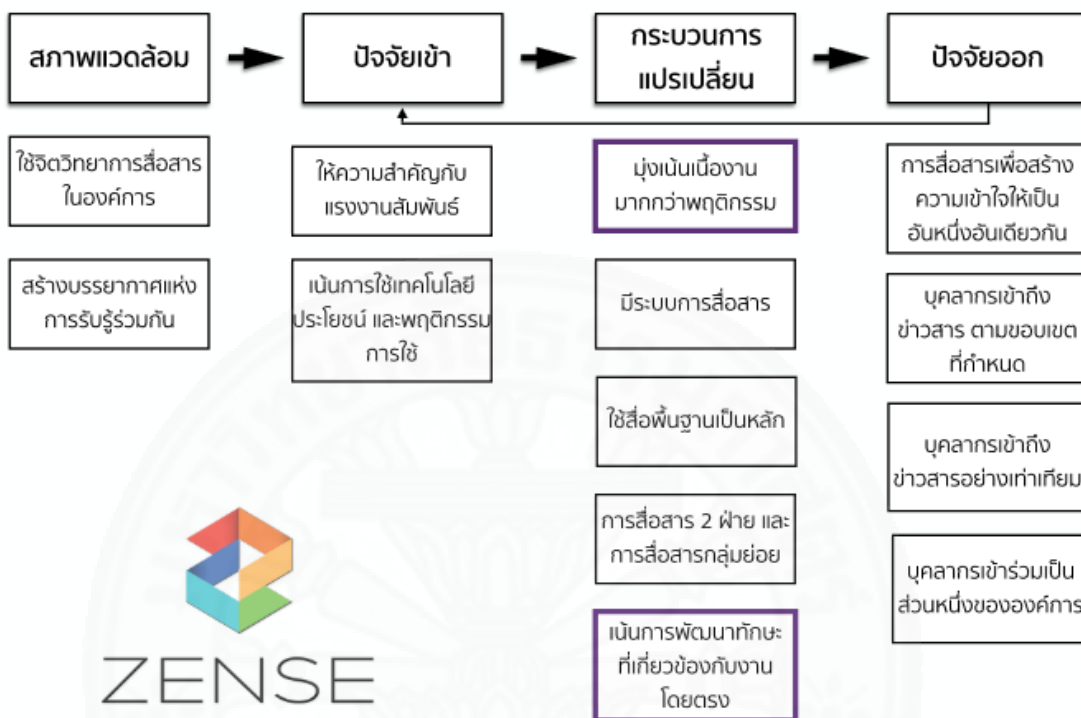 สภาพแวดล้อม
ปัจจัยเข้า
กระบวนการ
แปรเปลี่ยน
ปัจจัยออก
ใช้จิตวิทยาการสื่อสาร
ในองค์การ
สร้างบรรยากาศแห่ง
การรับรู้ร่วมกัน
ให้ความสำคัญกับ
แรงงานสัมพันธ์
เน้นการใช้เทคโนโลยี
ประโยชน์ และพฤติกรรม
การใช้
มุ่งเน้นเนื้องาน
มากกว่าพฤติกรรม
มีระบบการสื่อสาร
ใช้สื่อพื้นฐานเป็นหลัก
การสื่อสาร 2 ฝ่าย และ
การสื่อสารกลุ่มย่อย
เน้นการพัฒนาทักษะ
ที่เกี่ยวข้องกับงาน
โดยตรง
การสื่อสารเพื่อสร้าง
ความเข้าใจให้เป็น
อันหนึ่งอันเดียวกัน
บุคลากรเข้าถึง
ข่าวสาร ตามขอบเขต
ที่กำหนด
บุคลากรเข้าถึง
ข่าวสารอย่างเท่าเทียม
บุคลากรเข้าร่วมเป็น
ส่วนหนึ่งขององค์การ
ZENSE